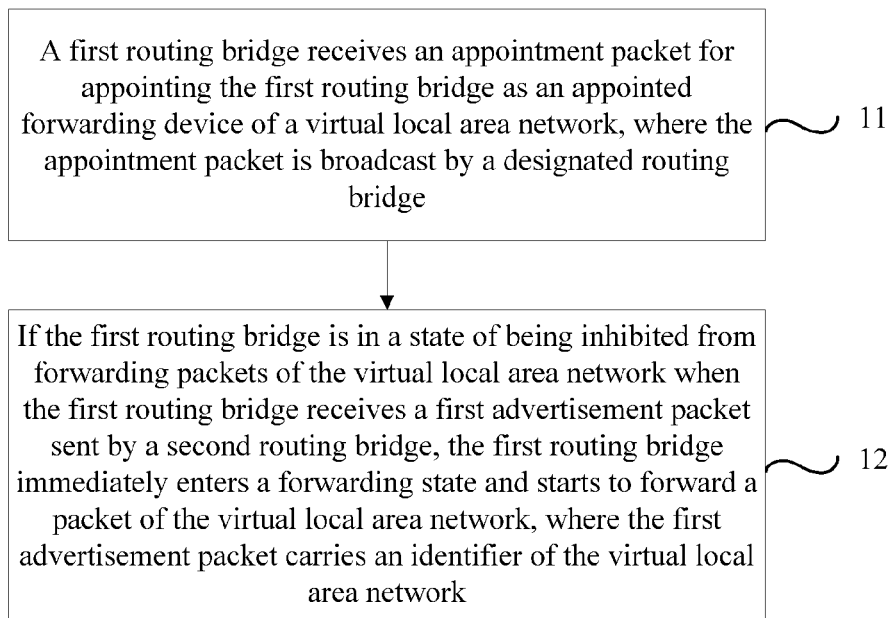 A first routing bridge receives an appointment packet for
appointing the first routing bridge as an appointed
forwarding device of a virtual local area network, where the
appointment packet is broadcast by a designated routing
bridge
11
If the first routing bridge is in a state of being inhibited from
forwarding packets of the virtual local area network when
the first routing bridge receives a first advertisement packet
sent by a second routing bridge, the first routing bridge
immediately enters a forwarding state and starts to forward a
packet of the virtual local area network, where the first
advertisement packet carries an identifier of the virtual local
area network
12